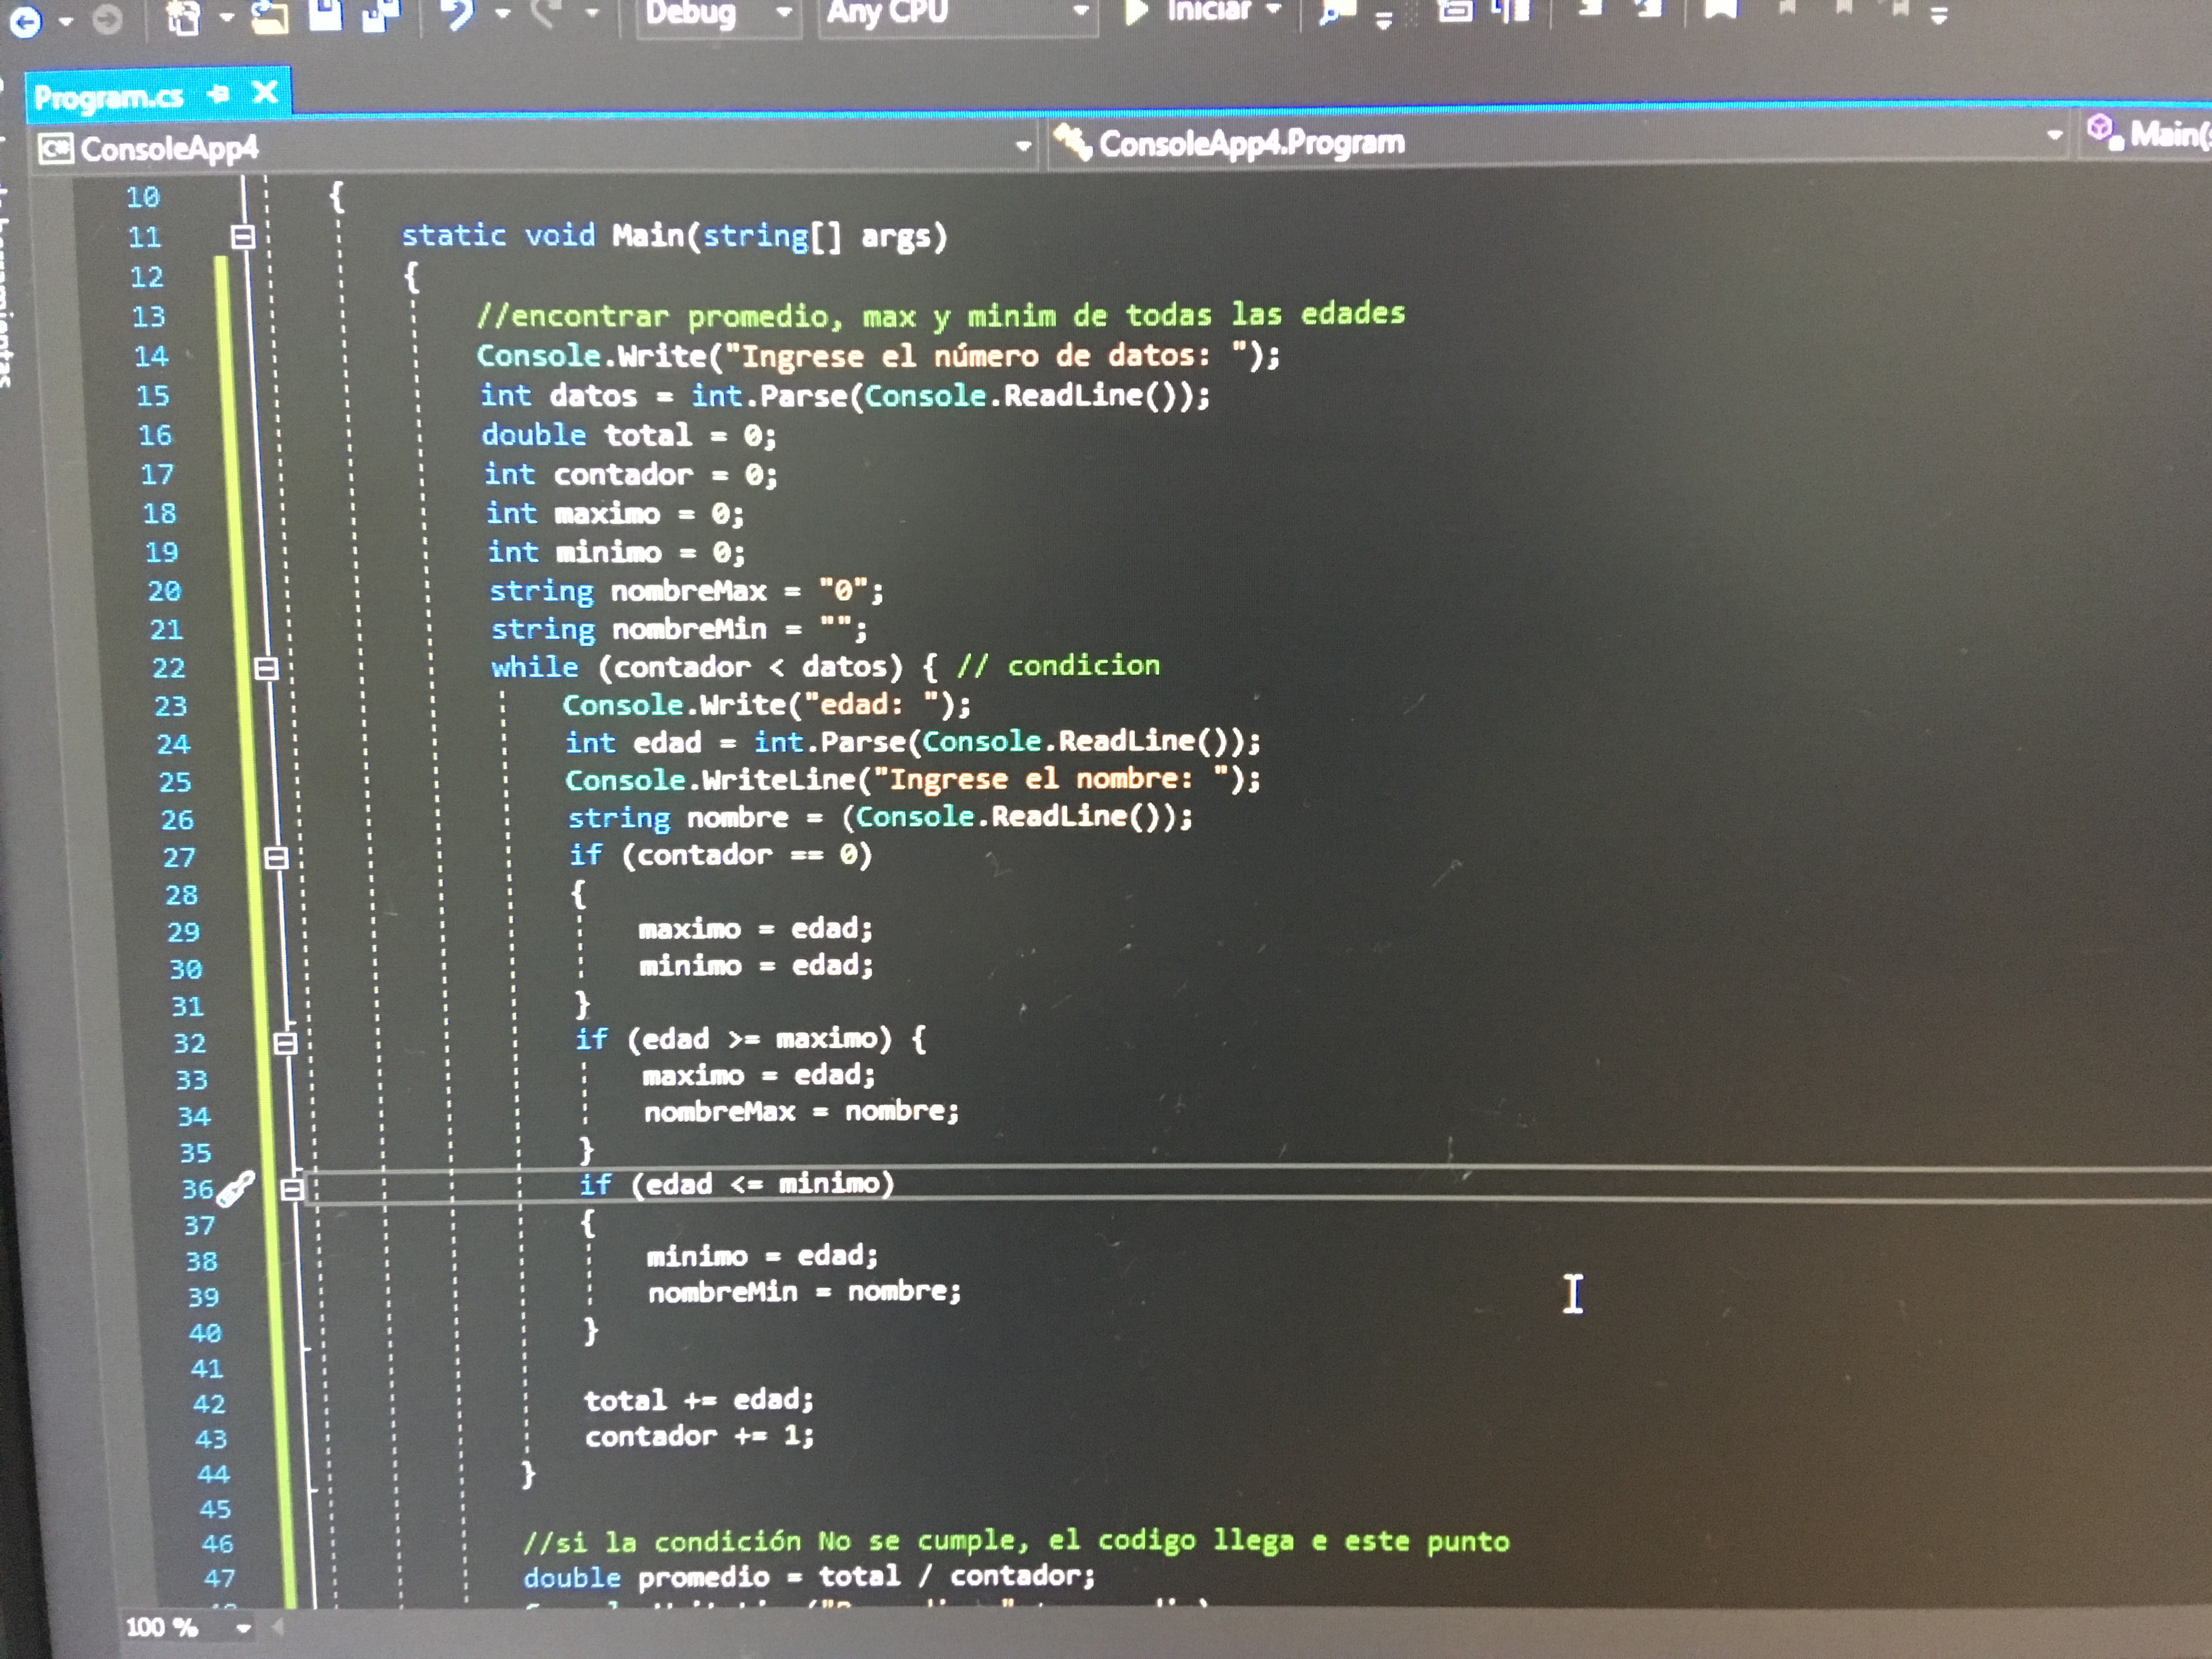 Debug Any CPU Iniciar
Program.cs
ConsoleApp4 ConsoleApp4.Program Main(
10 {
11 static void Main(string[] args)
12 {
13 //encontrar promedio, max y minim de todas las edades
14 Console.Write("Ingrese el número de datos: ");
15 int datos = int.Parse(Console.ReadLine());
16 double total = 0;
17 int contador = 0;
18 int maximo = 0;
19 int minimo = 0;
20 string nombreMax = "0";
21 string nombreMin = "";
22 while (contador < datos) { // condicion
23 Console.Write("edad: ");
24 int edad = int.Parse(Console.ReadLine());
25 Console.WriteLine("Ingrese el nombre: ");
26 string nombre = (Console.ReadLine());
27 if (contador == 0)
28 {
29 maximo = edad;
30 minimo = edad;
31 }
32 if (edad >= maximo) {
33 maximo = edad;
34 nombreMax = nombre;
35 }
36 if (edad <= minimo)
37 {
38 minimo = edad;
39 nombreMin = nombre;
40 }
41
42 total += edad;
43 contador += 1;
44 }
45
46 //si la condición No se cumple, el codigo llega e este punto
47 double promedio = total / contador;
100 %